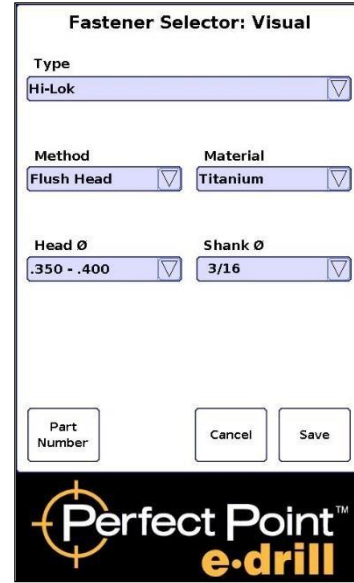 Fastener Selector: Visual
Type
Hi-Lok
Method Material
Flush Head Titanium
Head Ø Shank Ø
.350 - .400 3/16
Part
Number Cancel Save
Perfect Point™
e·drill